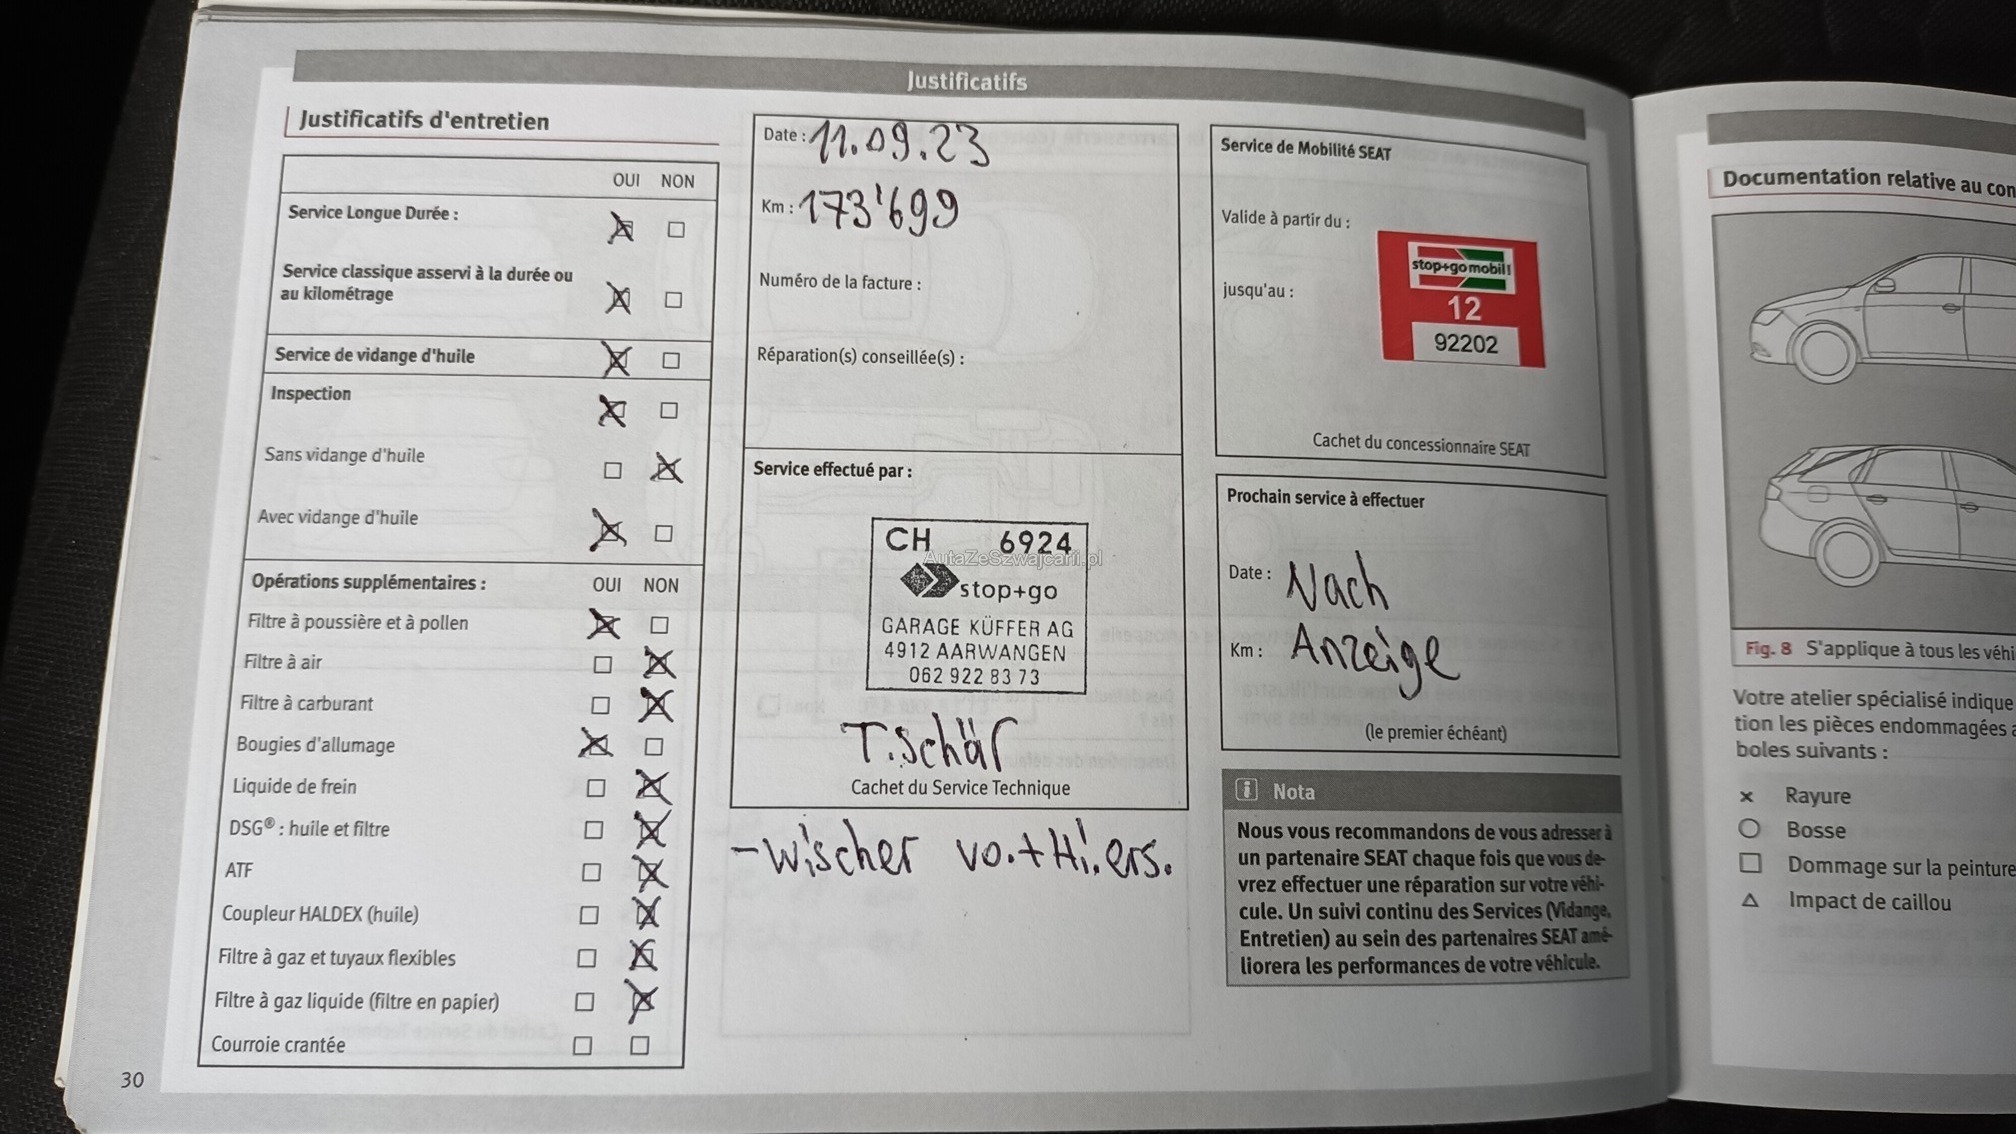 Justificatifs
Justificatifs d'entretien
OUI NON
Service Longue Durée :
Service classique asservi à la durée ou
au kilométrage
Service de vidange d'huile
Inspection
Sans vidange d'huile
Avec vidange d'huile
Opérations supplémentaires : OUI NON
Filtre à poussière et à pollen
Filtre à air
Filtre à carburant
Bougies d'allumage
Liquide de frein
DSG® : huile et filtre
ATF
Coupleur HALDEX (huile)
Filtre à gaz et tuyaux flexibles
Filtre à gaz liquide (filtre en papier)
Courroie crantée
30
Date : 11.09.23
Km : 173'699
Numéro de la facture :
Réparation(s) conseillée(s) :
Service effectué par :
CH 6924
AutaZeSzwajcarii.pl
stop+go
GARAGE KÜFFER AG
4912 AARWANGEN
062 922 83 73
T.Schär
Cachet du Service Technique
-Wischer vo.+Hi.ers.
Service de Mobilité SEAT
Valide à partir du :
jusqu'au :
stop+go mobil!
12
92202
Cachet du concessionnaire SEAT
Prochain service à effectuer
Date : Nach
Km : Anzeige
(le premier échéant)
Nota
Nous vous recommandons de vous adresser à
un partenaire SEAT chaque fois que vous de-
vrez effectuer une réparation sur votre véhi-
cule. Un suivi continu des Services (Vidange,
Entretien) au sein des partenaires SEAT amé-
liorera les performances de votre véhicule.
Documentation relative au con
Fig. 8 S'applique à tous les véhi
Votre atelier spécialisé indique
tion les pièces endommagées a
boles suivants :
Rayure
Bosse
Dommage sur la peinture
Impact de caillou